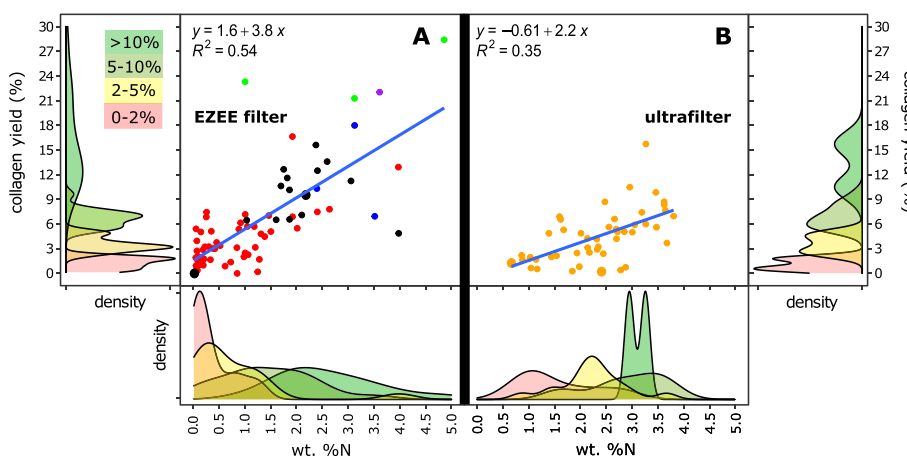 y = 1.6 + 3.8 x
R² = 0.54
A
EZEE filter
y = −0.61 + 2.2 x
R² = 0.35
B
ultrafilter
>10%
5-10%
2-5%
0-2%
collagen yield (%)
30
27
24
21
18
15
12
9
6
3
0
density
30
27
24
21
18
15
12
9
6
3
0
density
density
0.0 0.5 1.0 1.5 2.0 2.5 3.0 3.5 4.0 4.5 5.0
wt. %N
0.0 0.5 1.0 1.5 2.0 2.5 3.0 3.5 4.0 4.5 5.0
wt. %N